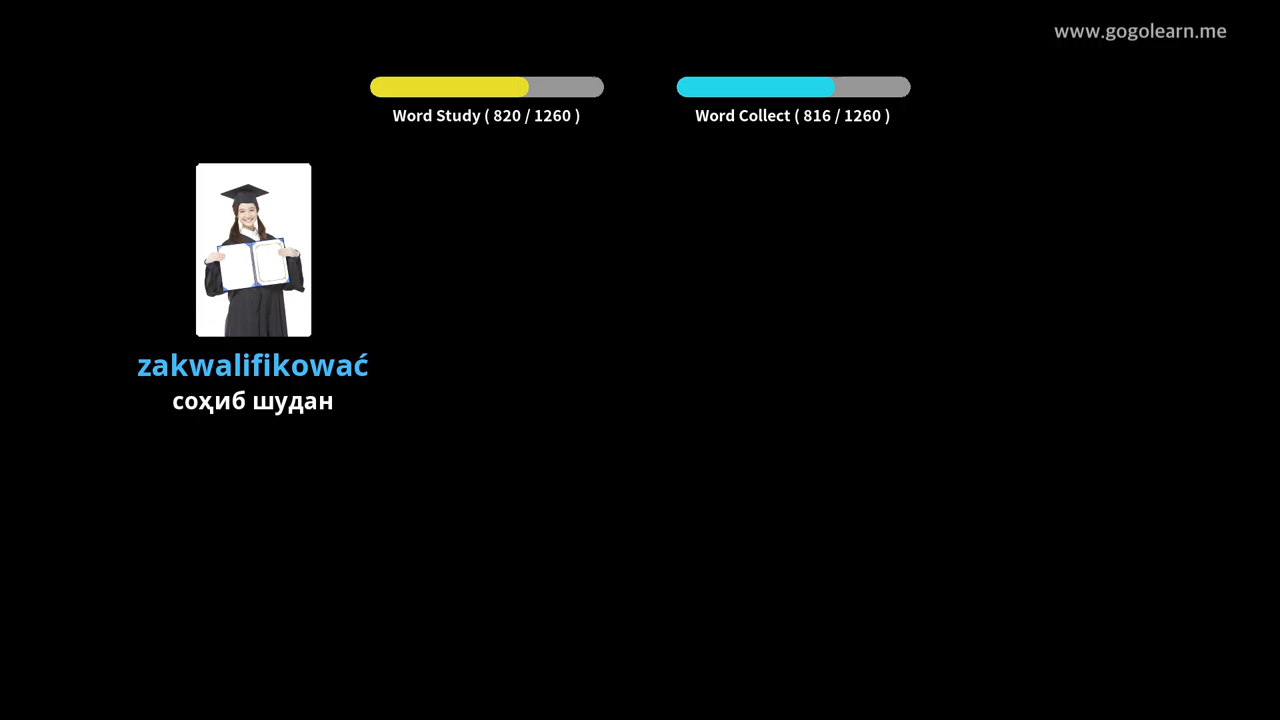 www.gogolearn.me
Word Study ( 820 / 1260 )
Word Collect ( 816 / 1260 )
zakwalifikować
соҳиб шудан